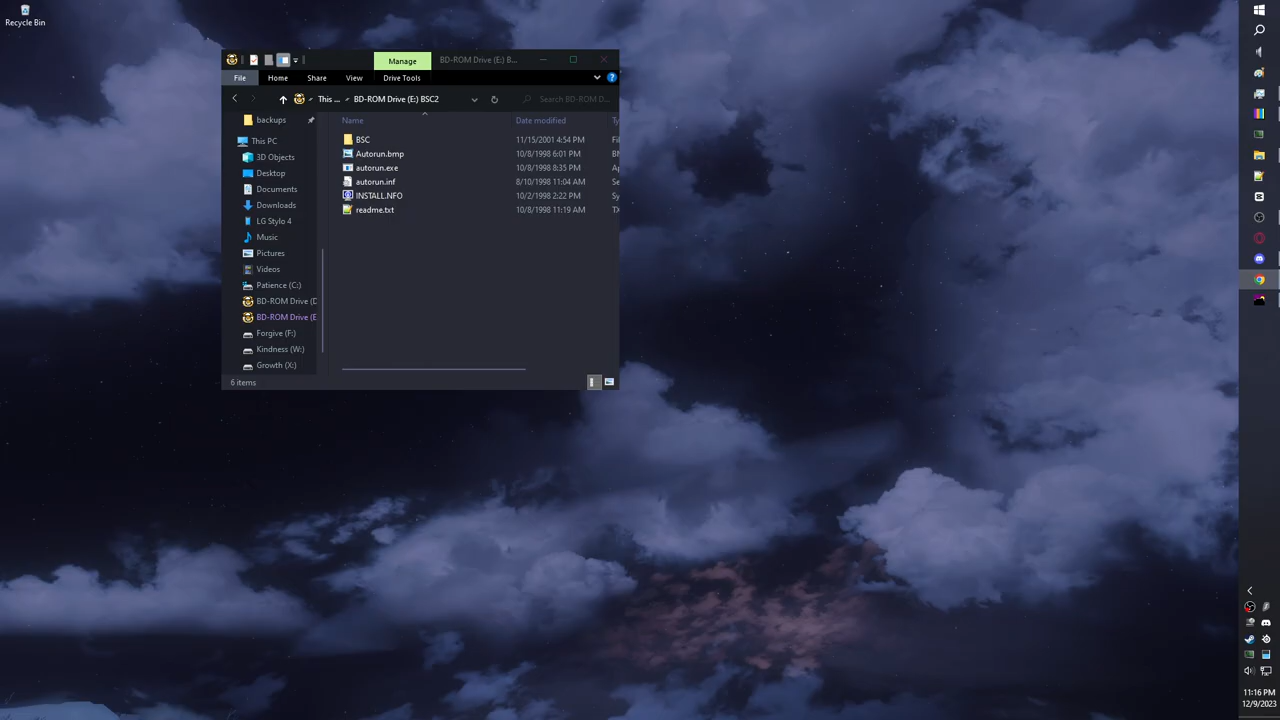 Recycle Bin
Manage
BD-ROM Drive (E:) B...
File
Home
Share
View
Drive Tools
This ...
BD-ROM Drive (E:) BSC2
Search BD-ROM D...
Name
Date modified
Ty
backups
This PC
3D Objects
Desktop
Documents
Downloads
LG Stylo 4
Music
Pictures
Videos
Patience (C:)
BD-ROM Drive (D
BD-ROM Drive (E
Forgive (F:)
Kindness (W:)
Growth (X:)
BSC 11/15/2001 4:54 PM Fil
Autorun.bmp 10/8/1998 6:01 PM BM
autorun.exe 10/8/1998 8:35 PM Ap
autorun.inf 8/10/1998 11:04 AM Se
INSTALL.NFO 10/2/1998 2:22 PM Sy
readme.txt 10/8/1998 11:19 AM TX
6 items
11:16 PM
12/9/2023